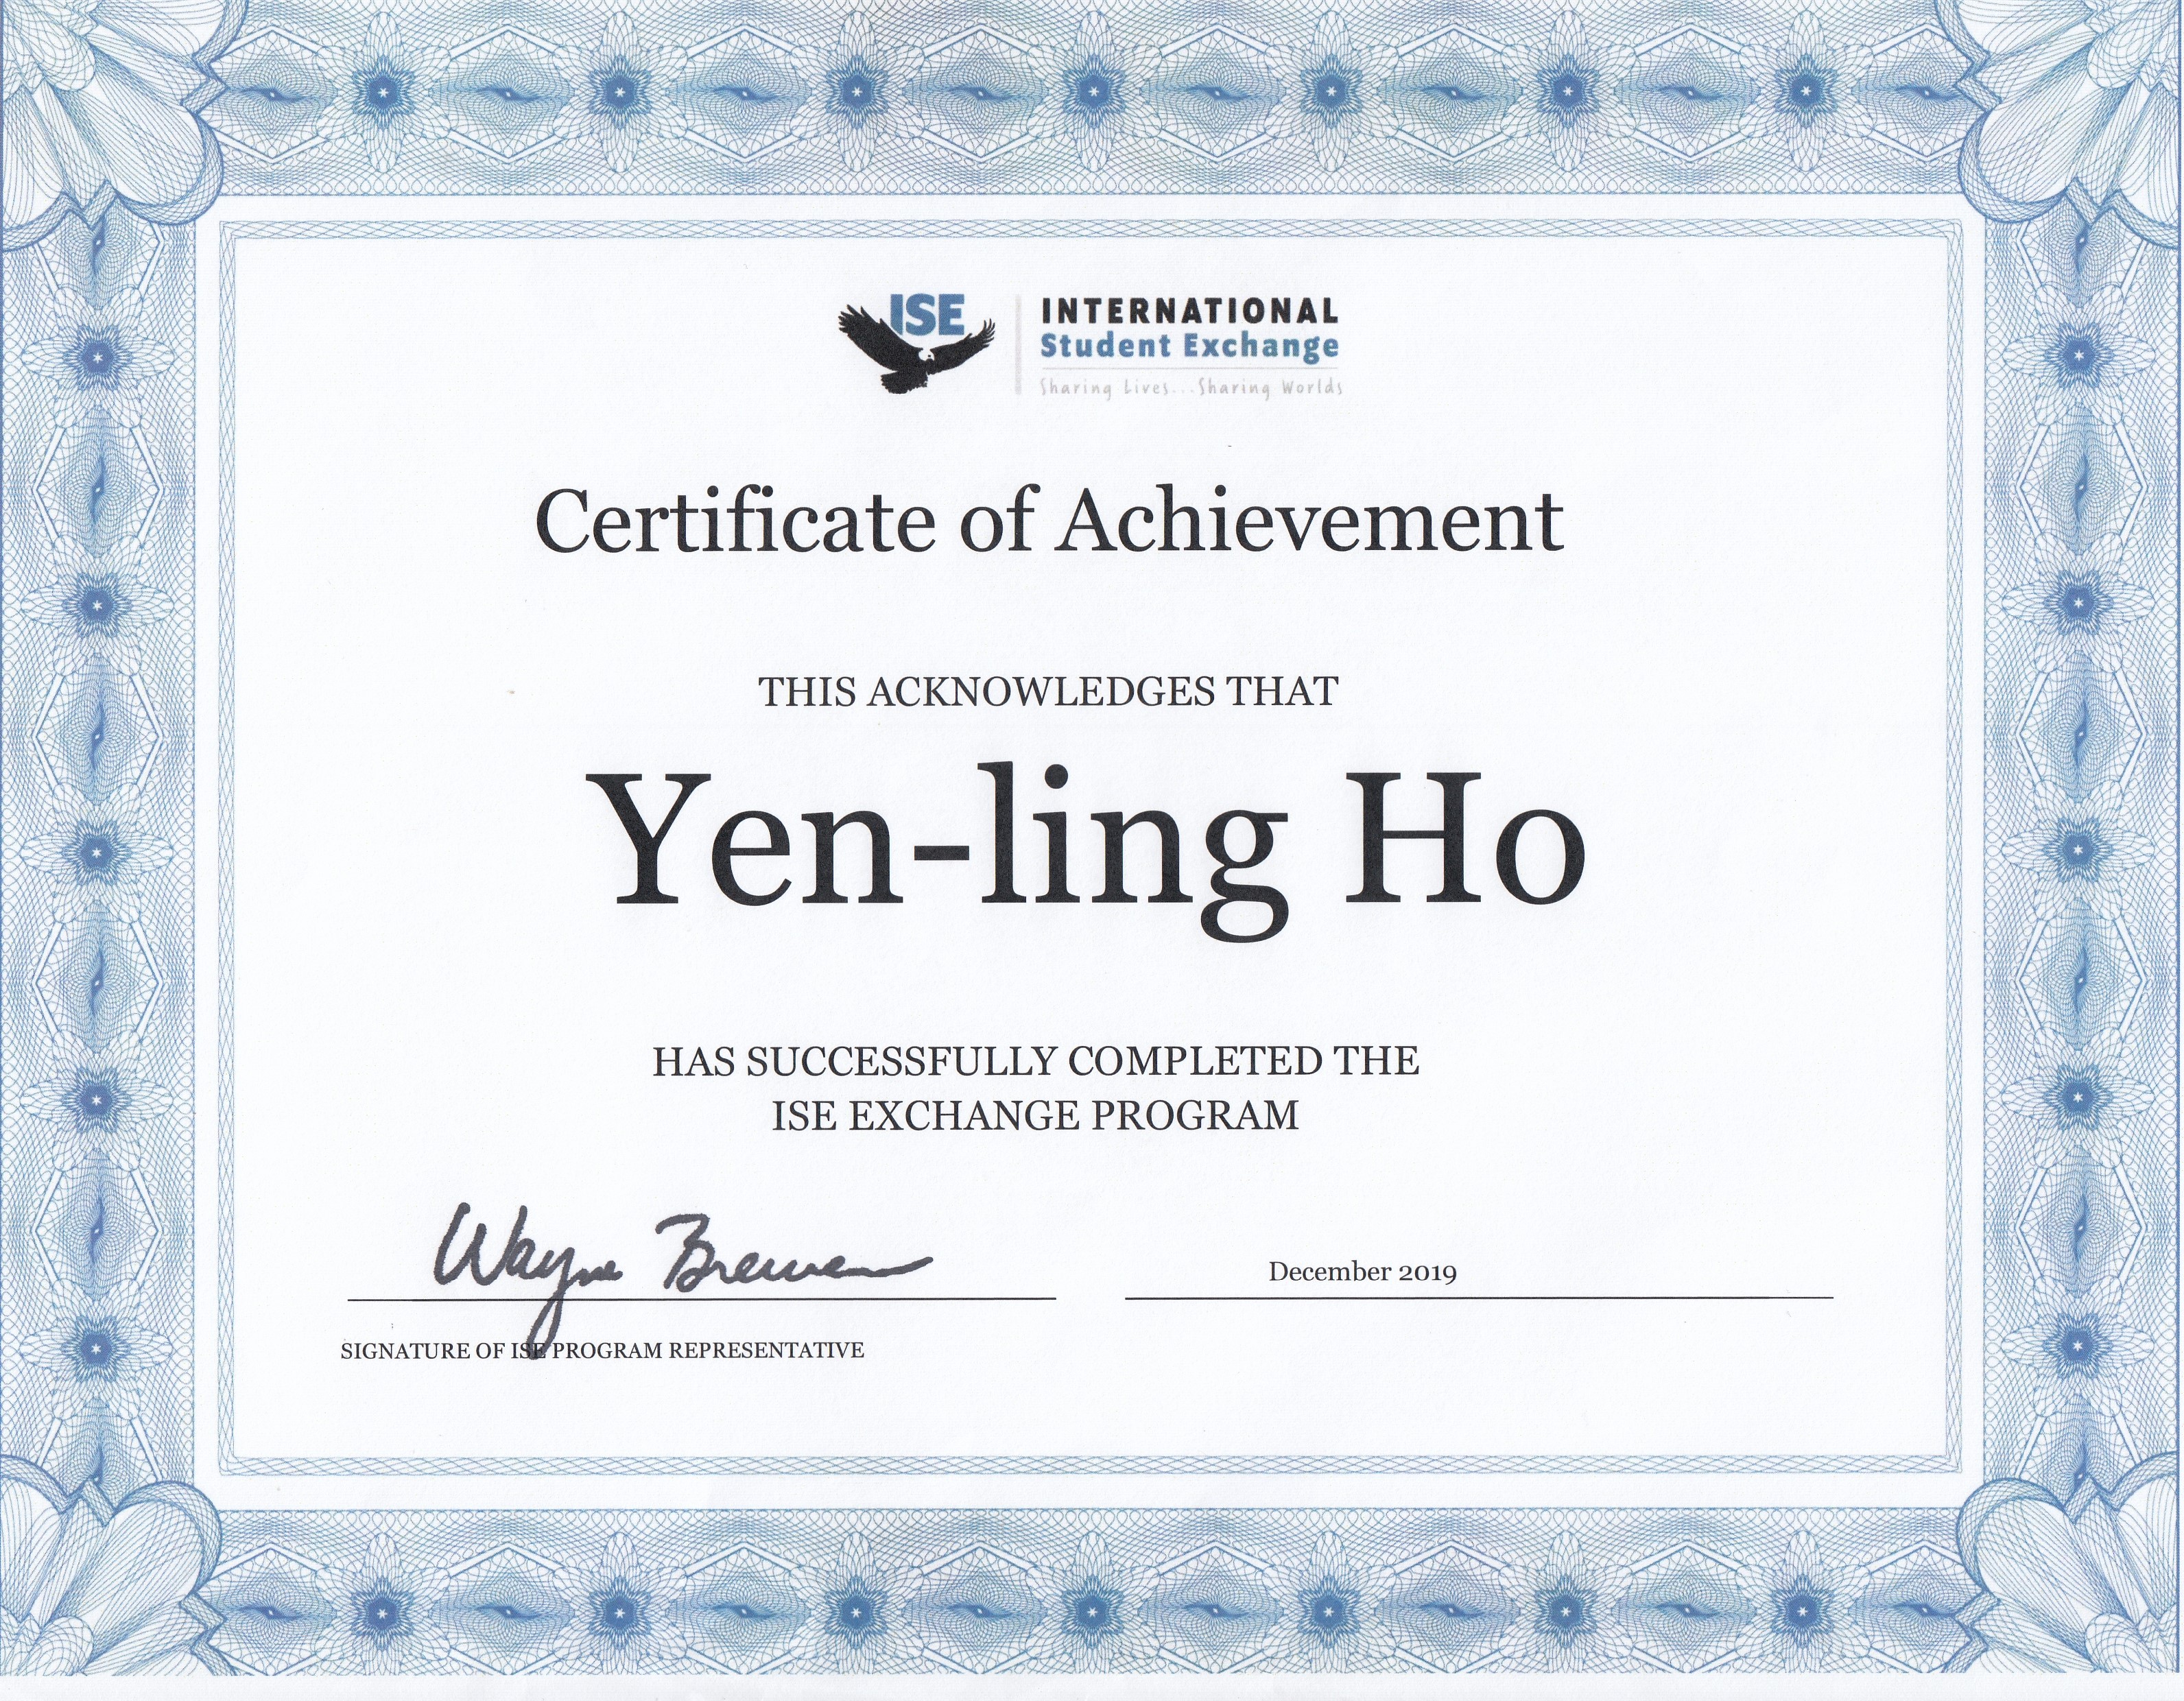 ISE
INTERNATIONAL
Student Exchange
Sharing Lives...Sharing Worlds
Certificate of Achievement
THIS ACKNOWLEDGES THAT
Yen-ling Ho
HAS SUCCESSFULLY COMPLETED THE
ISE EXCHANGE PROGRAM
Wayne Brewer
December 2019
SIGNATURE OF ISE PROGRAM REPRESENTATIVE